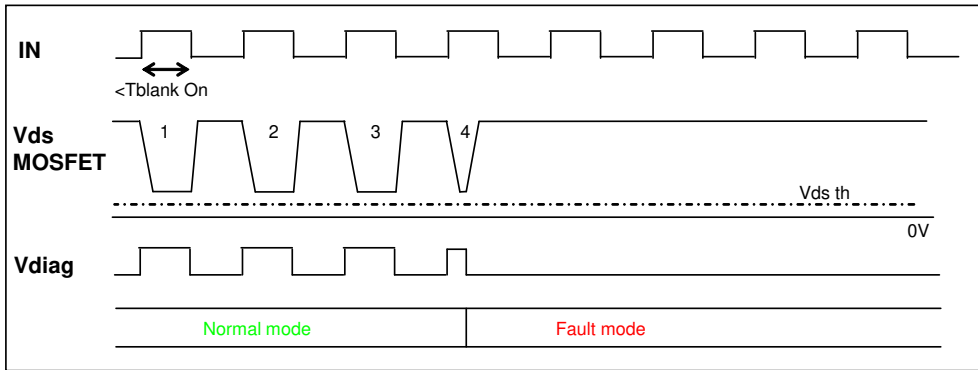 IN
<Tblank On
Vds
MOSFET
1
2
3
4
Vds th
0V
Vdiag
Normal mode
Fault mode